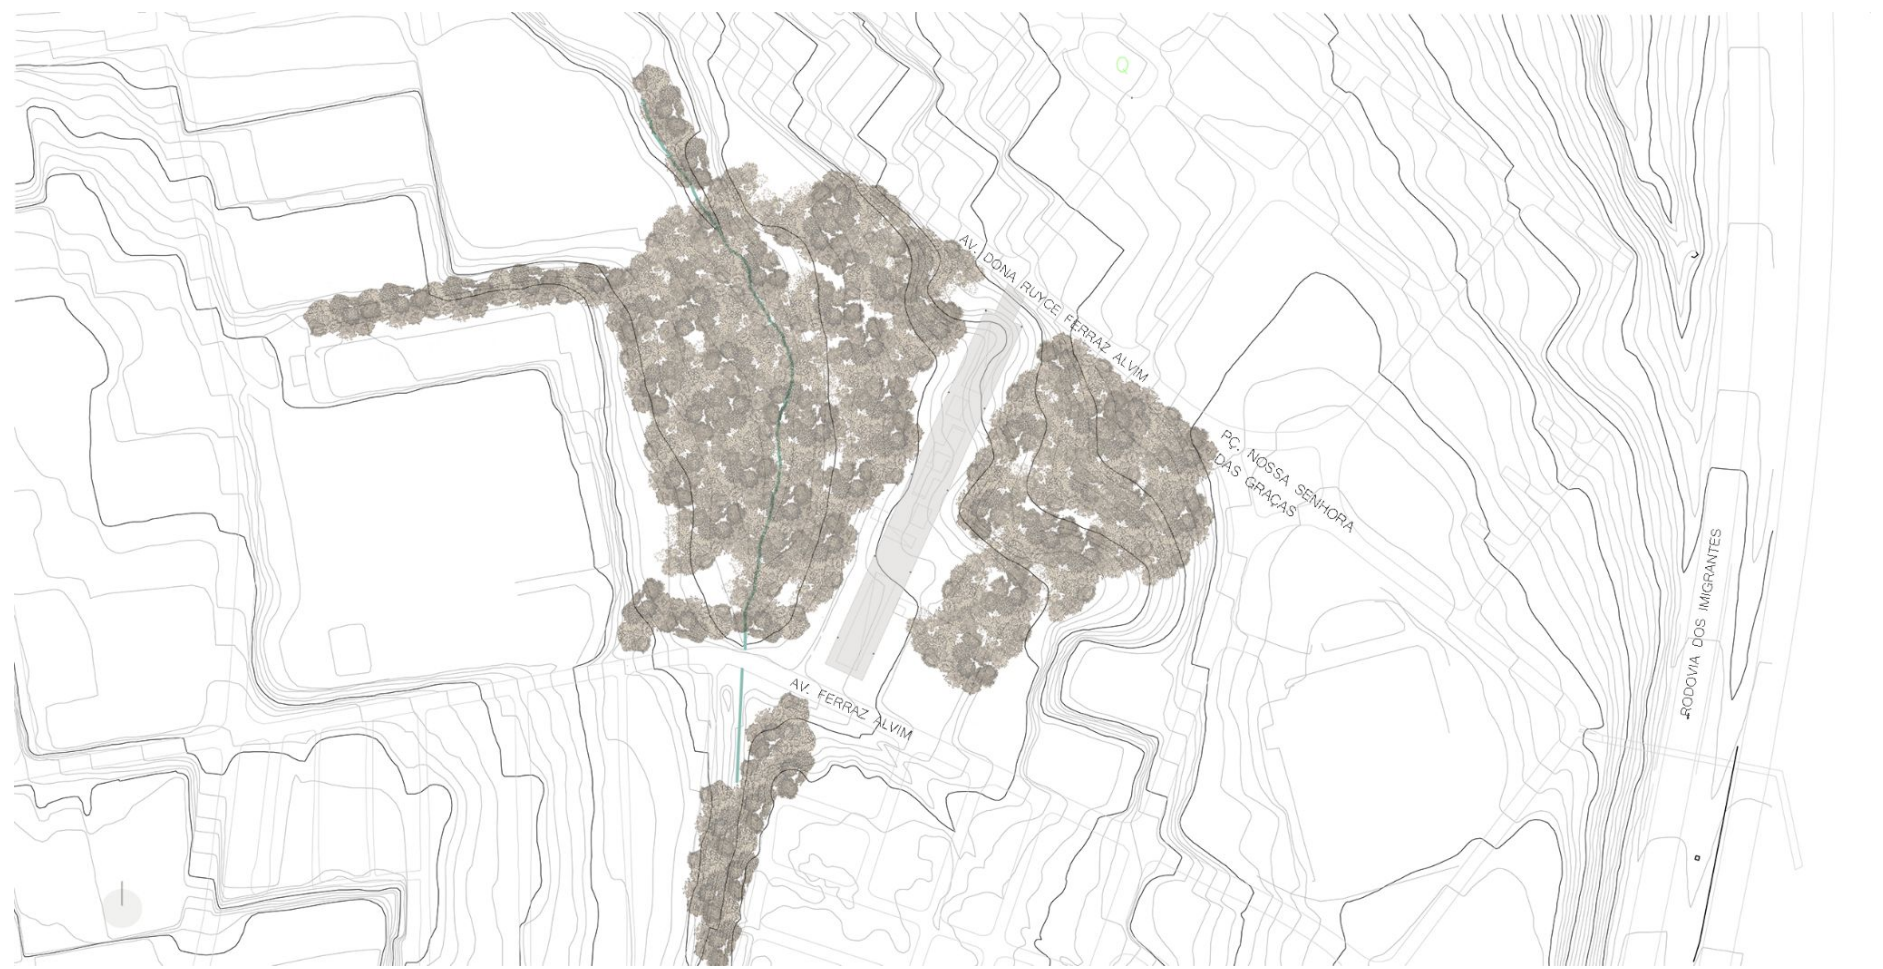 Q
AV. DONA RUYCE FERRAZ ALVIM
PÇ. NOSSA SENHORA
DAS GRAÇAS
RODOVIA DOS IMIGRANTES
AV. FERRAZ ALVIM